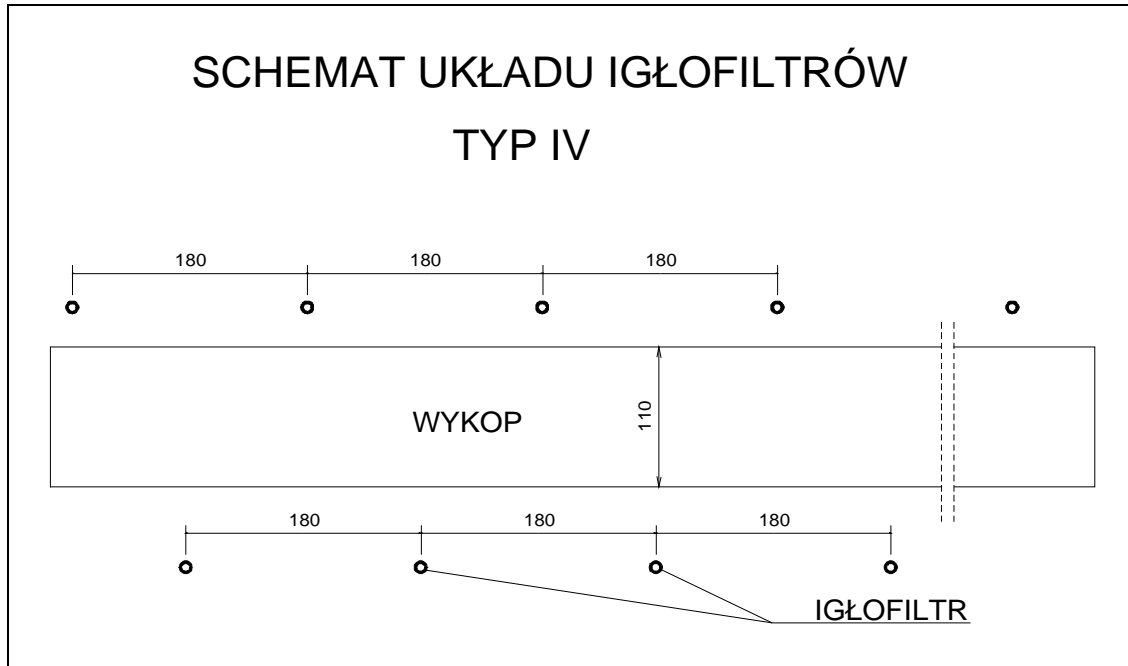 SCHEMAT UKŁADU IGŁOFILTRÓW
TYP IV
180 180 180
WYKOP
110
180 180 180
IGŁOFILTR